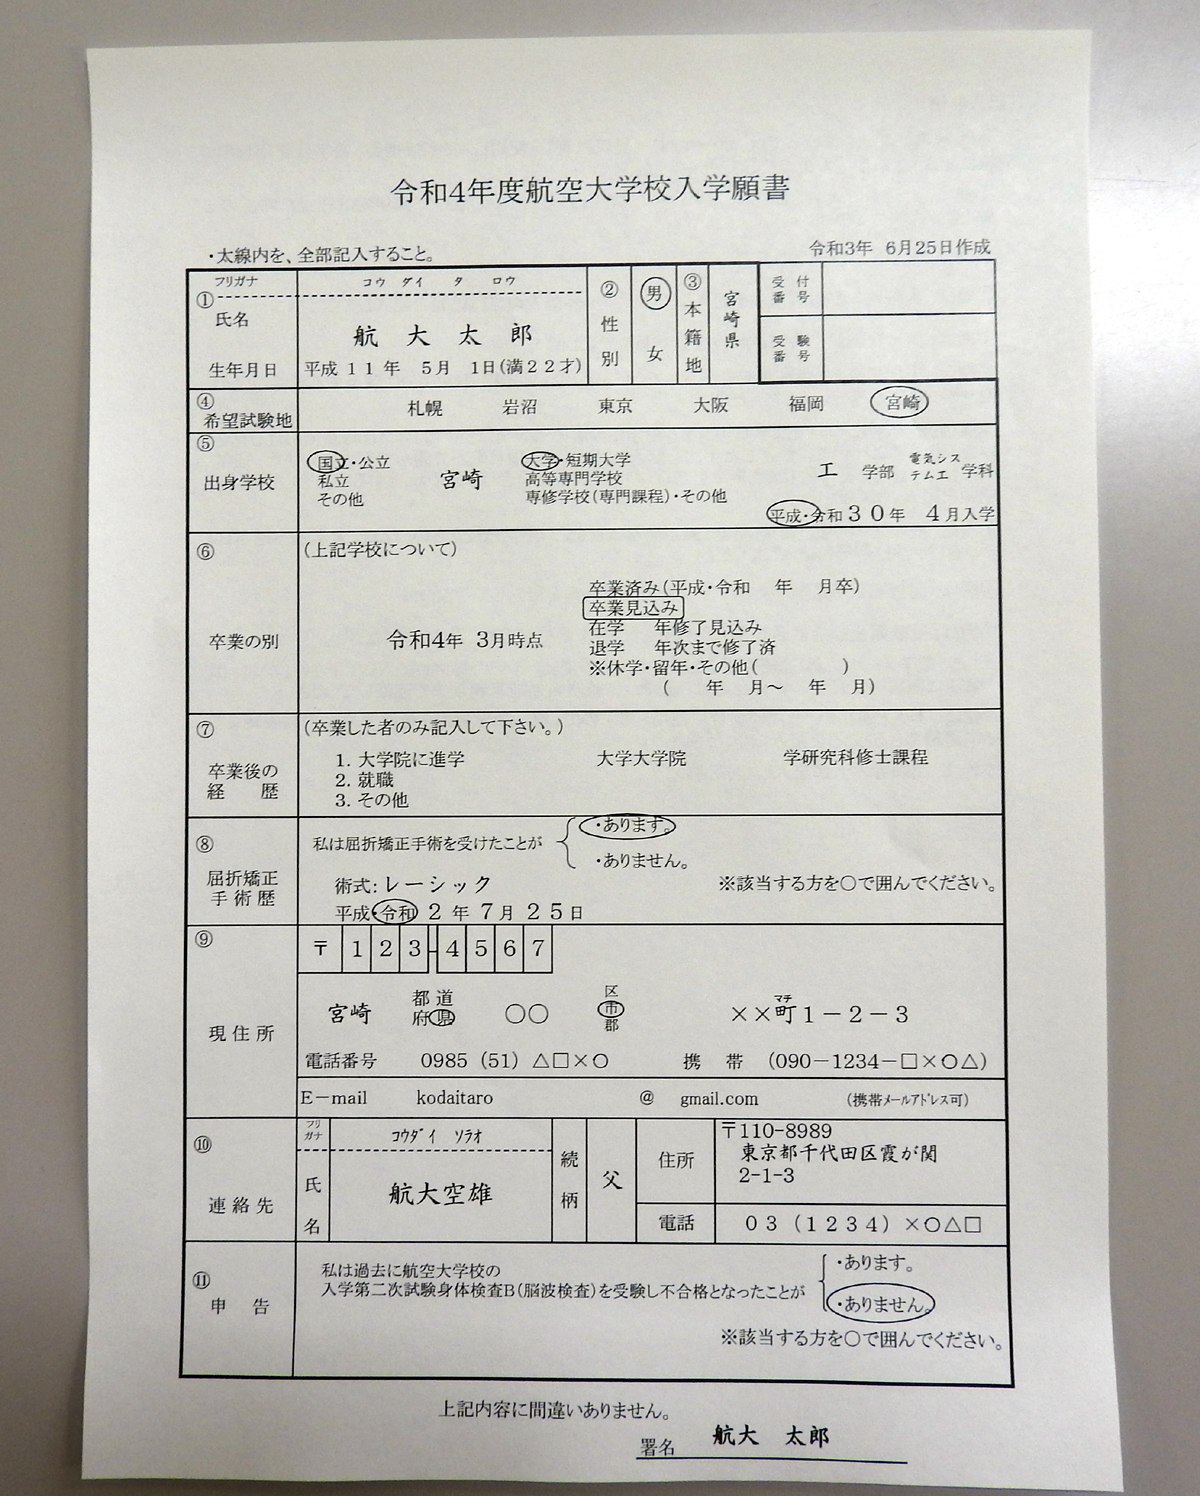 令和4年度航空大学校入学願書
・太線内を、全部記入すること。
令和3年 6月25日作成
① フリガナ コウ ダイ タ ロウ
氏名 航 大 太 郎
生年月日 平成 11年 5月 1日(満22才)
② 性別 男 女
③ 本籍地 宮崎県
受付番号
受験番号
④ 希望試験地 札幌 岩沼 東京 大阪 福岡 宮崎
⑤ 出身学校
国立・公立
私立
その他
宮崎
大学・短期大学
高等専門学校
専修学校(専門課程)・その他
工 学部 電気システム工 学科
平成・令和30年 4月入学
⑥ 卒業の別
(上記学校について)
令和4年 3月時点
卒業済み(平成・令和 年 月卒)
卒業見込み
在学 年修了見込み
退学 年次まで修了済
※休学・留年・その他( )
( 年 月～ 年 月)
⑦ 卒業後の経歴
(卒業した者のみ記入して下さい。)
1. 大学院に進学 大学大学院 学研究科修士課程
2. 就職
3. その他
⑧ 屈折矯正手術歴
私は屈折矯正手術を受けたことが
・あります。
・ありません。
術式:レーシック
※該当する方を○で囲んでください。
平成・令和 2年 7月 25日
⑨ 現住所
〒 1 2 3 - 4 5 6 7
宮崎 都道府県 ○○ 区市郡 ××町1－2－3
マチ
電話番号 0985 (51) △□×○ 携 帯 (090－1234－□×○△)
E－mail kodaitaro @ gmail.com (携帯メールアドレス可)
⑩ 連絡先
フリガナ コウダイ ソラオ
氏名 航大空雄
続柄 父
住所 〒110-8989
東京都千代田区霞が関
2-1-3
電話 03(1234)×○△□
⑪ 申告
私は過去に航空大学校の
入学第二次試験身体検査B(脳波検査)を受験し不合格となったことが
・あります。
・ありません。
※該当する方を○で囲んでください。
上記内容に間違いありません。
署名 航大 太郎